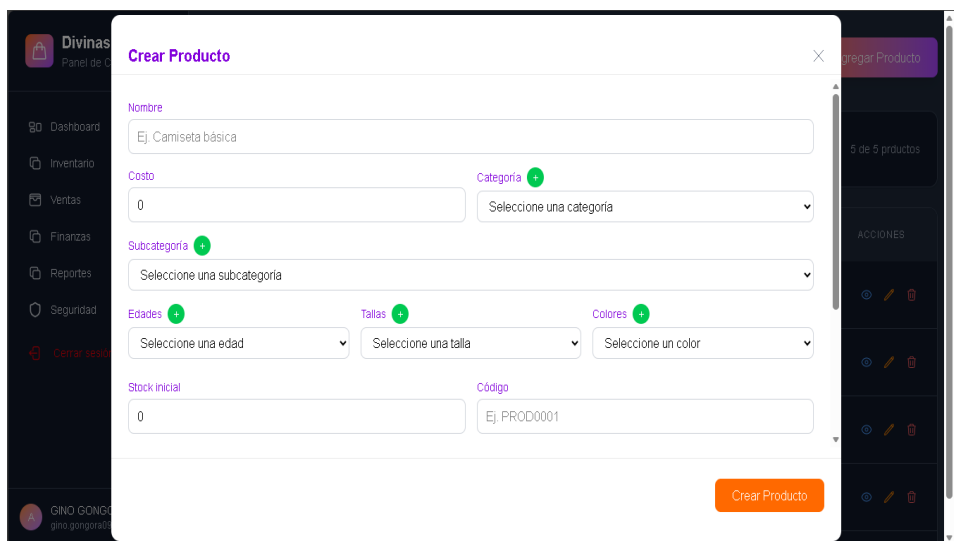 Divinas
Panel de C
Crear Producto
gregar Producto
Nombre
Ej. Camiseta básica
Dashboard
5 de 5 prductos
Inventario
Costo
Categoría +
Ventas
0
Seleccione una categoría
Finanzas
ACCIONES
Subcategoría +
Reportes
Seleccione una subcategoría
Seguridad
Edades +
Tallas +
Colores +
Seleccione una edad
Seleccione una talla
Seleccione un color
Cerrar sesión
Stock inicial
Código
0
Ej. PROD0001
Crear Producto
A
GINO GONGO
gino.gongora09